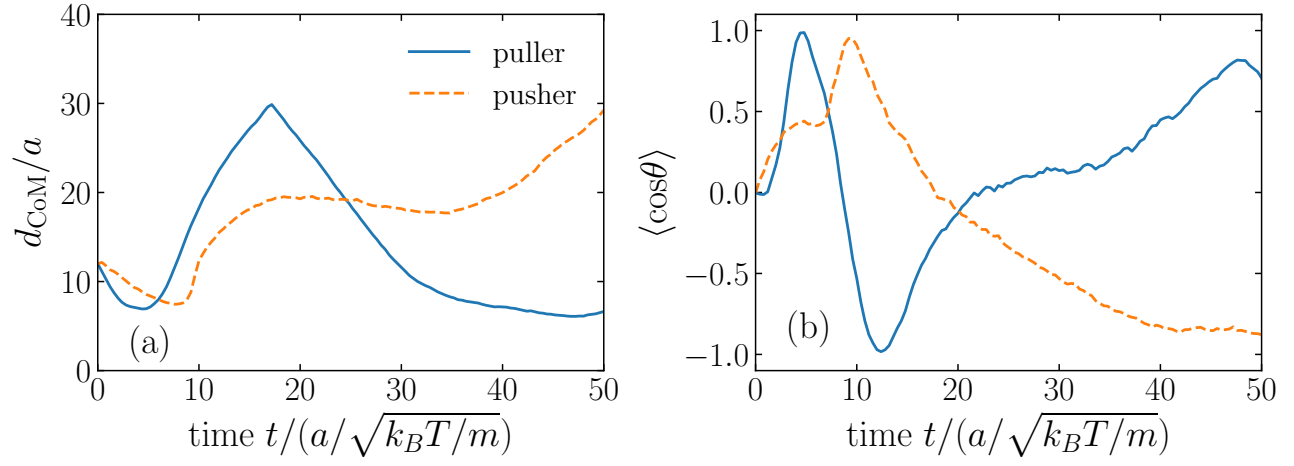 40
30
20
10
0
d_CoM/a
puller
pusher
(a)
0 10 20 30 40 50
time t/(a/√k_BT/m)
1.0
0.5
0.0
−0.5
−1.0
⟨cosθ⟩
(b)
0 10 20 30 40 50
time t/(a/√k_BT/m)